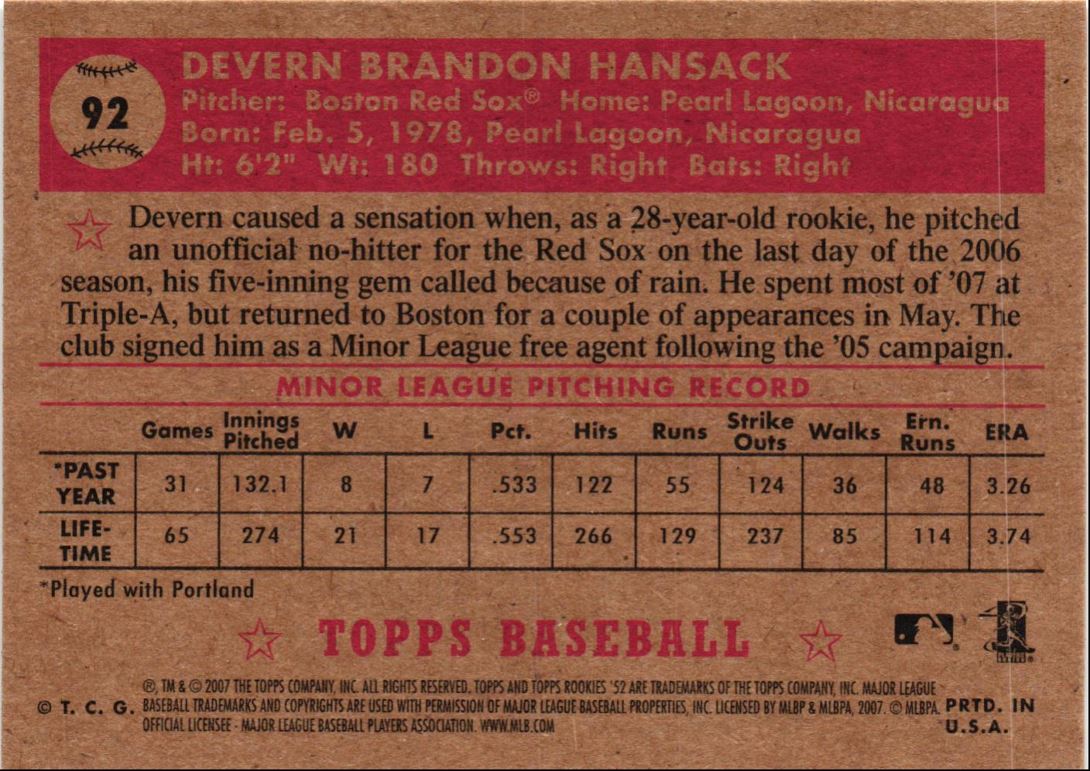 92
DEVERN BRANDON HANSACK
Pitcher: Boston Red Sox® Home: Pearl Lagoon, Nicaragua
Born: Feb. 5, 1978, Pearl Lagoon, Nicaragua
Ht: 6'2" Wt: 180 Throws: Right Bats: Right
Devern caused a sensation when, as a 28-year-old rookie, he pitched
an unofficial no-hitter for the Red Sox on the last day of the 2006
season, his five-inning gem called because of rain. He spent most of '07 at
Triple-A, but returned to Boston for a couple of appearances in May. The
club signed him as a Minor League free agent following the '05 campaign.
MINOR LEAGUE PITCHING RECORD
Games Innings Pitched W L Pct. Hits Runs Strike Outs Walks Ern. Runs ERA
*PAST YEAR 31 132.1 8 7 .533 122 55 124 36 48 3.26
LIFE-TIME 65 274 21 17 .553 266 129 237 85 114 3.74
*Played with Portland
TOPPS BASEBALL
®, TM & © 2007 THE TOPPS COMPANY, INC. ALL RIGHTS RESERVED. TOPPS AND TOPPS ROOKIES '52 ARE TRADEMARKS OF THE TOPPS COMPANY, INC. MAJOR LEAGUE
BASEBALL TRADEMARKS AND COPYRIGHTS ARE USED WITH PERMISSION OF MAJOR LEAGUE BASEBALL PROPERTIES, INC. LICENSED BY MLBP & MLBPA, 2007. © MLBPA.
OFFICIAL LICENSEE - MAJOR LEAGUE BASEBALL PLAYERS ASSOCIATION. WWW.MLB.COM
© T. C. G.
PRTD. IN
U.S.A.